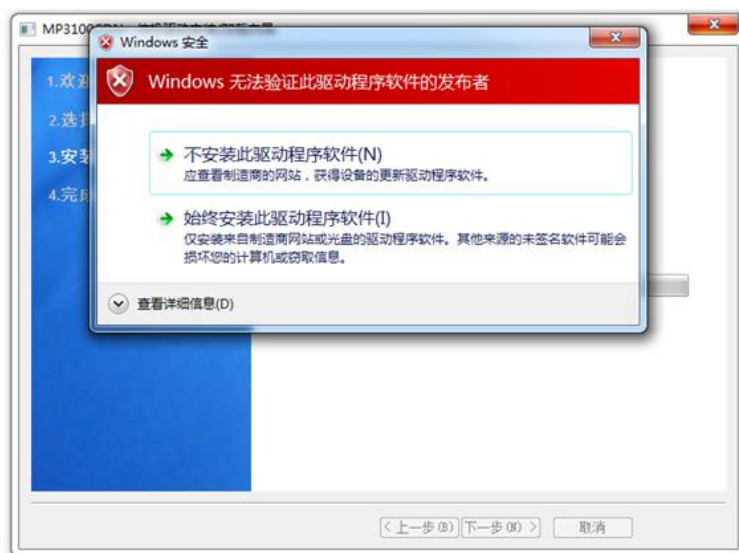 Windows 安全
Windows 无法验证此驱动程序软件的发布者
1.欢
2.选
3.安装
4.完
不安装此驱动程序软件(N)
应查看制造商的网站，获得设备的更新驱动程序软件。
始终安装此驱动程序软件(I)
仅安装来自制造商网站或光盘的驱动程序软件。其他来源的未签名软件可能会
损坏您的计算机或窃取信息。
查看详细信息(D)
< 上一步(B)
下一步(N) >
取消